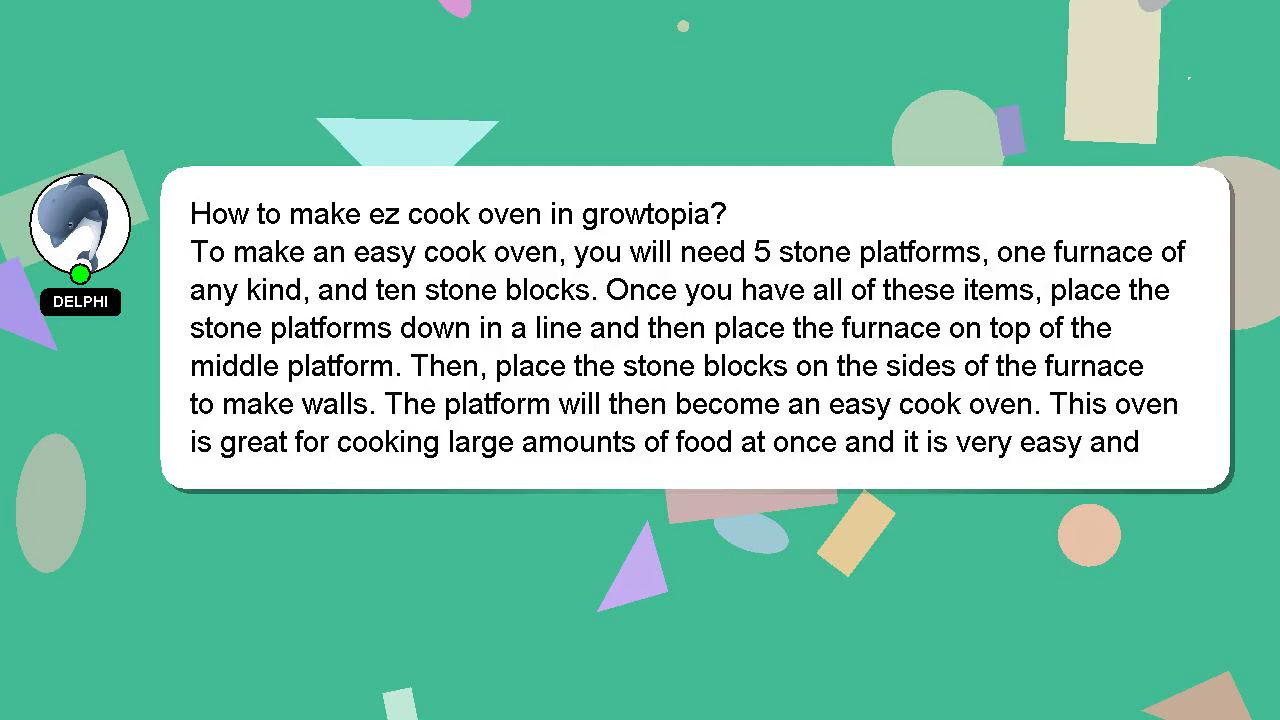 How to make ez cook oven in growtopia?
To make an easy cook oven, you will need 5 stone platforms, one furnace of
any kind, and ten stone blocks. Once you have all of these items, place the
stone platforms down in a line and then place the furnace on top of the
middle platform. Then, place the stone blocks on the sides of the furnace
to make walls. The platform will then become an easy cook oven. This oven
is great for cooking large amounts of food at once and it is very easy and
DELPHI